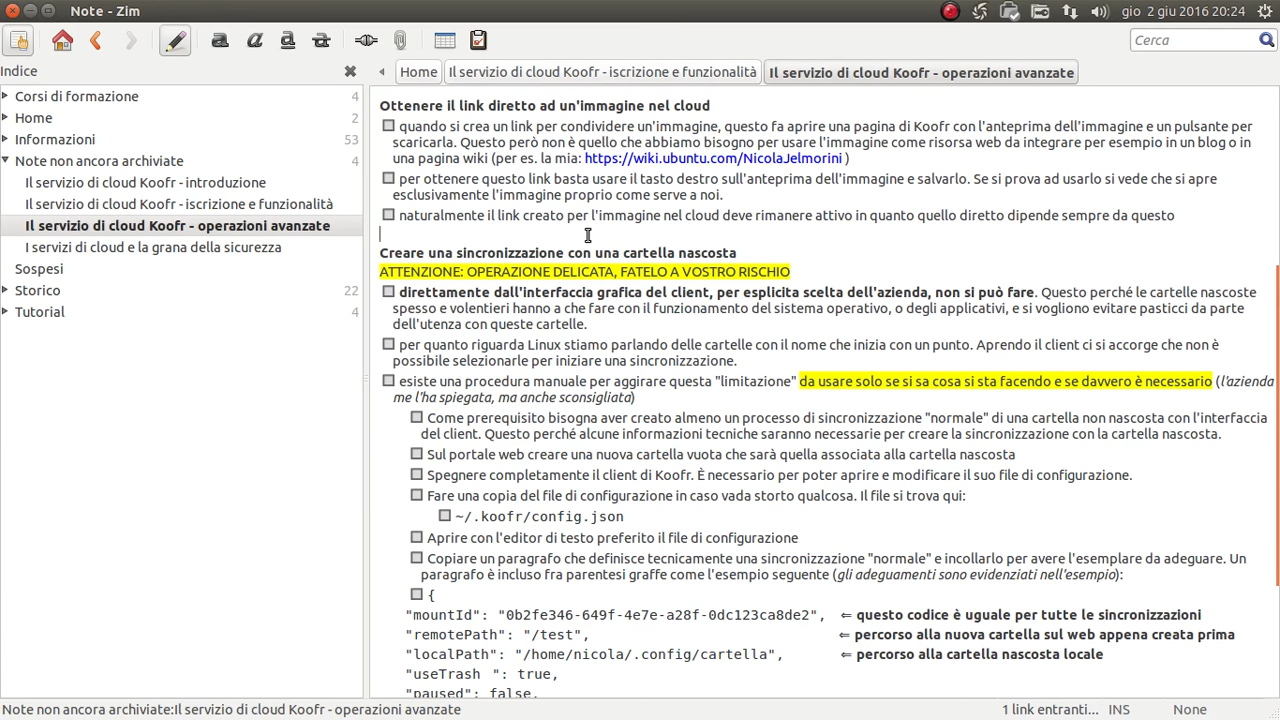 Note - Zim
gio 2 giu 2016 20:24
Cerca
Indice
Home
Il servizio di cloud Koofr - iscrizione e funzionalità
Il servizio di cloud Koofr - operazioni avanzate
Corsi di formazione 4
Home 2
Informazioni 53
Note non ancora archiviate 4
Il servizio di cloud Koofr - introduzione
Il servizio di cloud Koofr - iscrizione e funzionalità
Il servizio di cloud Koofr - operazioni avanzate
I servizi di cloud e la grana della sicurezza
Sospesi
Storico 22
Tutorial 4
Ottenere il link diretto ad un'immagine nel cloud
quando si crea un link per condividere un'immagine, questo fa aprire una pagina di Koofr con l'anteprima dell'immagine e un pulsante per
scaricarla. Questo però non è quello che abbiamo bisogno per usare l'immagine come risorsa web da integrare per esempio in un blog o in
una pagina wiki (per es. la mia: https://wiki.ubuntu.com/NicolaJelmorini )
per ottenere questo link basta usare il tasto destro sull'anteprima dell'immagine e salvarlo. Se si prova ad usarlo si vede che si apre
esclusivamente l'immagine proprio come serve a noi.
naturalmente il link creato per l'immagine nel cloud deve rimanere attivo in quanto quello diretto dipende sempre da questo
Creare una sincronizzazione con una cartella nascosta
ATTENZIONE: OPERAZIONE DELICATA, FATELO A VOSTRO RISCHIO
direttamente dall'interfaccia grafica del client, per esplicita scelta dell'azienda, non si può fare. Questo perché le cartelle nascoste
spesso e volentieri hanno a che fare con il funzionamento del sistema operativo, o degli applicativi, e si vogliono evitare pasticci da parte
dell'utenza con queste cartelle.
per quanto riguarda Linux stiamo parlando delle cartelle con il nome che inizia con un punto. Aprendo il client ci si accorge che non è
possibile selezionarle per iniziare una sincronizzazione.
esiste una procedura manuale per aggirare questa "limitazione" da usare solo se si sa cosa si sta facendo e se davvero è necessario (l'azienda
me l'ha spiegata, ma anche sconsigliata)
Come prerequisito bisogna aver creato almeno un processo di sincronizzazione "normale" di una cartella non nascosta con l'interfaccia
del client. Questo perché alcune informazioni tecniche saranno necessarie per creare la sincronizzazione con la cartella nascosta.
Sul portale web creare una nuova cartella vuota che sarà quella associata alla cartella nascosta
Spegnere completamente il client di Koofr. È necessario per poter aprire e modificare il suo file di configurazione.
Fare una copia del file di configurazione in caso vada storto qualcosa. Il file si trova qui:
~/.koofr/config.json
Aprire con l'editor di testo preferito il file di configurazione
Copiare un paragrafo che definisce tecnicamente una sincronizzazione "normale" e incollarlo per avere l'esemplare da adeguare. Un
paragrafo è incluso fra parentesi graffe come l'esempio seguente (gli adeguamenti sono evidenziati nell'esempio):
{
"mountId": "0b2fe346-649f-4e7e-a28f-0dc123ca8de2", ⇐ questo codice è uguale per tutte le sincronizzazioni
"remotePath": "/test", ⇐ percorso alla nuova cartella sul web appena creata prima
"localPath": "/home/nicola/.config/cartella", ⇐ percorso alla cartella nascosta locale
"useTrash ": true,
"paused": false,
Note non ancora archiviate:Il servizio di cloud Koofr - operazioni avanzate
1 link entranti... INS None